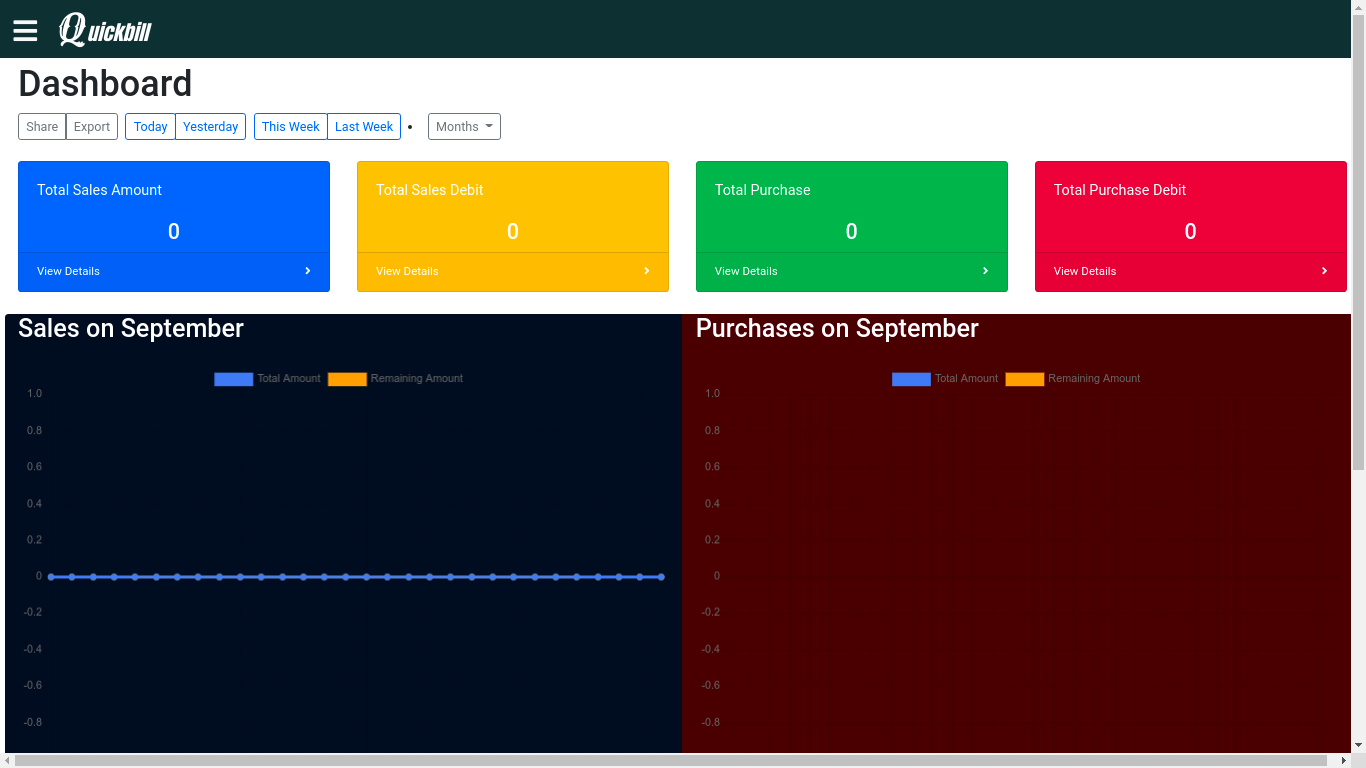 Quickbill
Dashboard
Share Export Today Yesterday This Week Last Week • Months
Total Sales Amount
0
View Details
Total Sales Debit
0
View Details
Total Purchase
0
View Details
Total Purchase Debit
0
View Details
Sales on September
Total Amount Remaining Amount
1.0
0.8
0.6
0.4
0.2
0
-0.2
-0.4
-0.6
-0.8
Purchases on September
Total Amount Remaining Amount
1.0
0.8
0.6
0.4
0.2
0
-0.2
-0.4
-0.6
-0.8